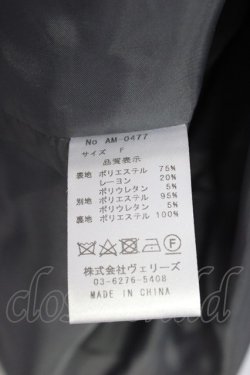 No AM-0477
サイズ F
品質表示
表地 ポリエステル 75%
レーヨン 20%
ポリウレタン 5%
別地 ポリエステル 95%
ポリウレタン 5%
裏地 ポリエステル 100%
株式会社ヴェリーズ
03-6276-5408
MADE IN CHINA